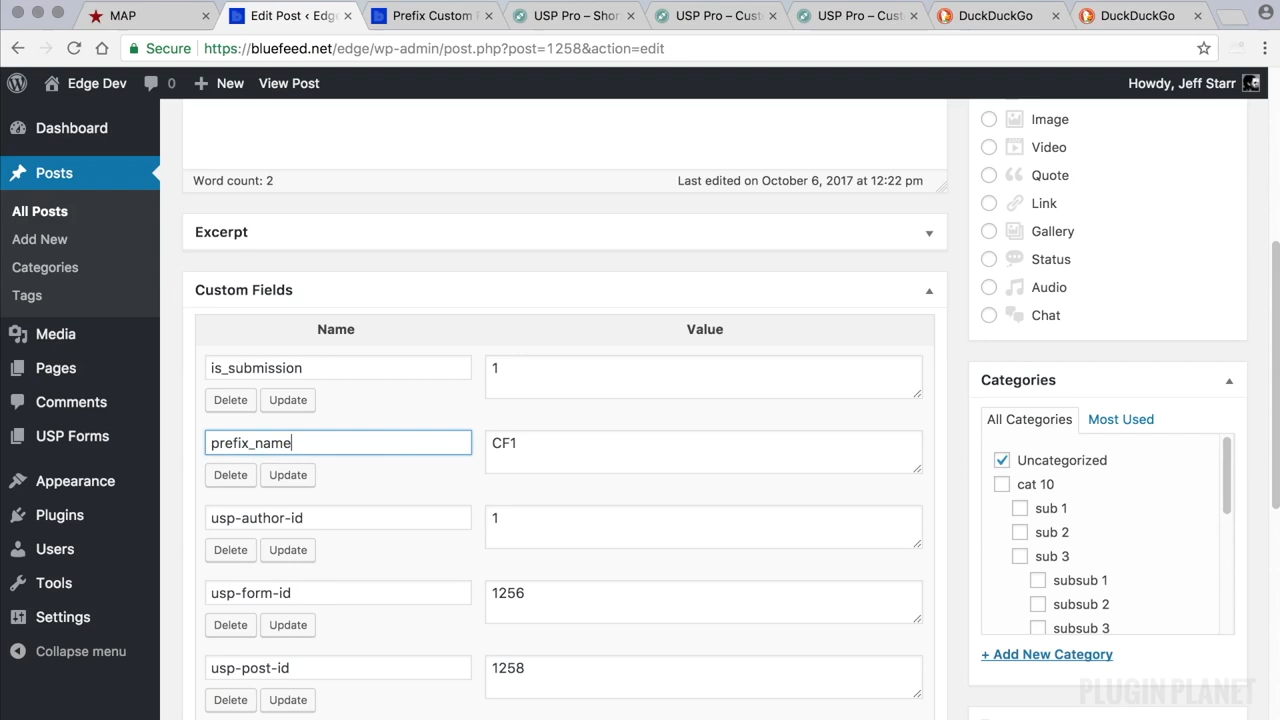 MAP
Edit Post ‹ Edge
Prefix Custom F
USP Pro – Shor
USP Pro – Cust
USP Pro – Cust
DuckDuckGo
DuckDuckGo
Secure
https://bluefeed.net/edge/wp-admin/post.php?post=1258&action=edit
Edge Dev
0
New
View Post
Howdy, Jeff Starr
Dashboard
Posts
All Posts
Add New
Categories
Tags
Media
Pages
Comments
USP Forms
Appearance
Plugins
Users
Tools
Settings
Collapse menu
Word count: 2
Last edited on October 6, 2017 at 12:22 pm
Excerpt
Custom Fields
Name
Value
is_submission
1
Delete
Update
prefix_name
CF1
Delete
Update
usp-author-id
1
Delete
Update
usp-form-id
1256
Delete
Update
usp-post-id
1258
Delete
Update
Image
Video
Quote
Link
Gallery
Status
Audio
Chat
Categories
All Categories
Most Used
Uncategorized
cat 10
sub 1
sub 2
sub 3
subsub 1
subsub 2
subsub 3
+ Add New Category
PLUGIN PLANET